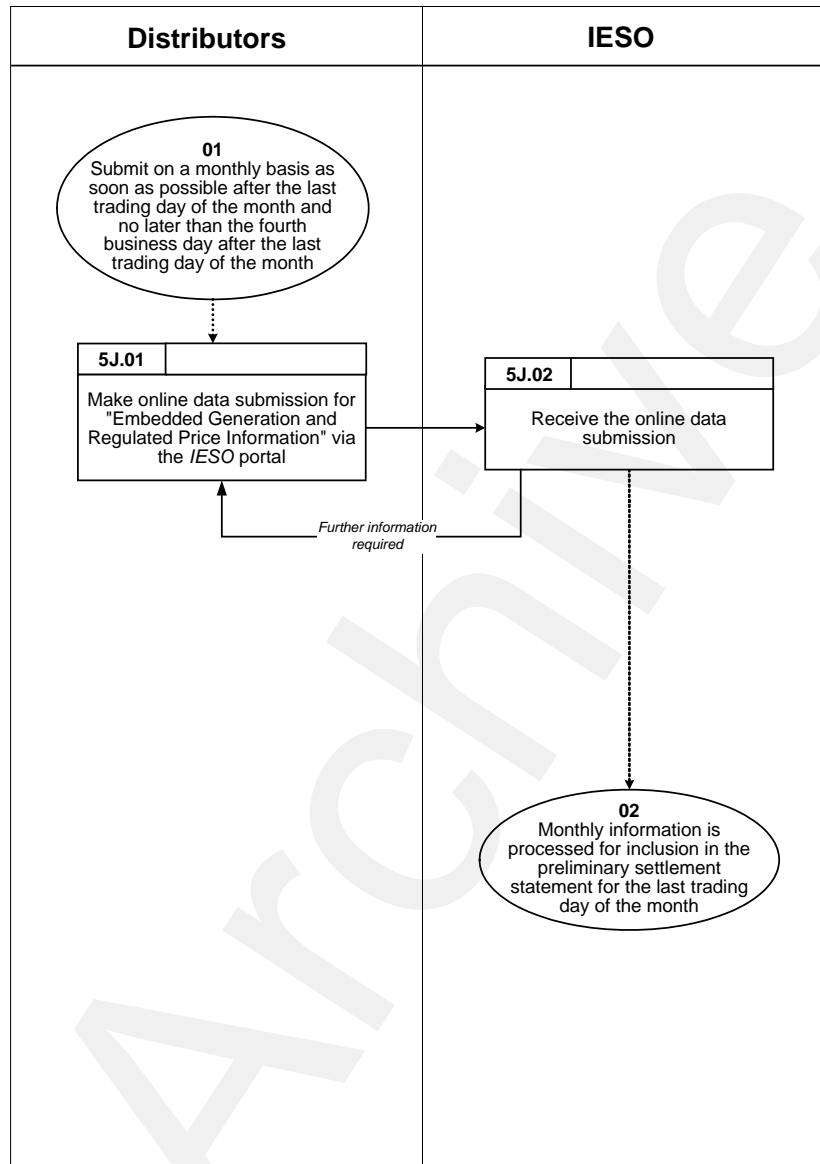 Distributors
IESO
01
Submit on a monthly basis as
soon as possible after the last
trading day of the month and
no later than the fourth
business day after the last
trading day of the month
5J.01
Make online data submission for
"Embedded Generation and
Regulated Price Information" via
the IESO portal
5J.02
Receive the online data
submission
Further information
required
02
Monthly information is
processed for inclusion in the
preliminary settlement
statement for the last trading
day of the month
Archive